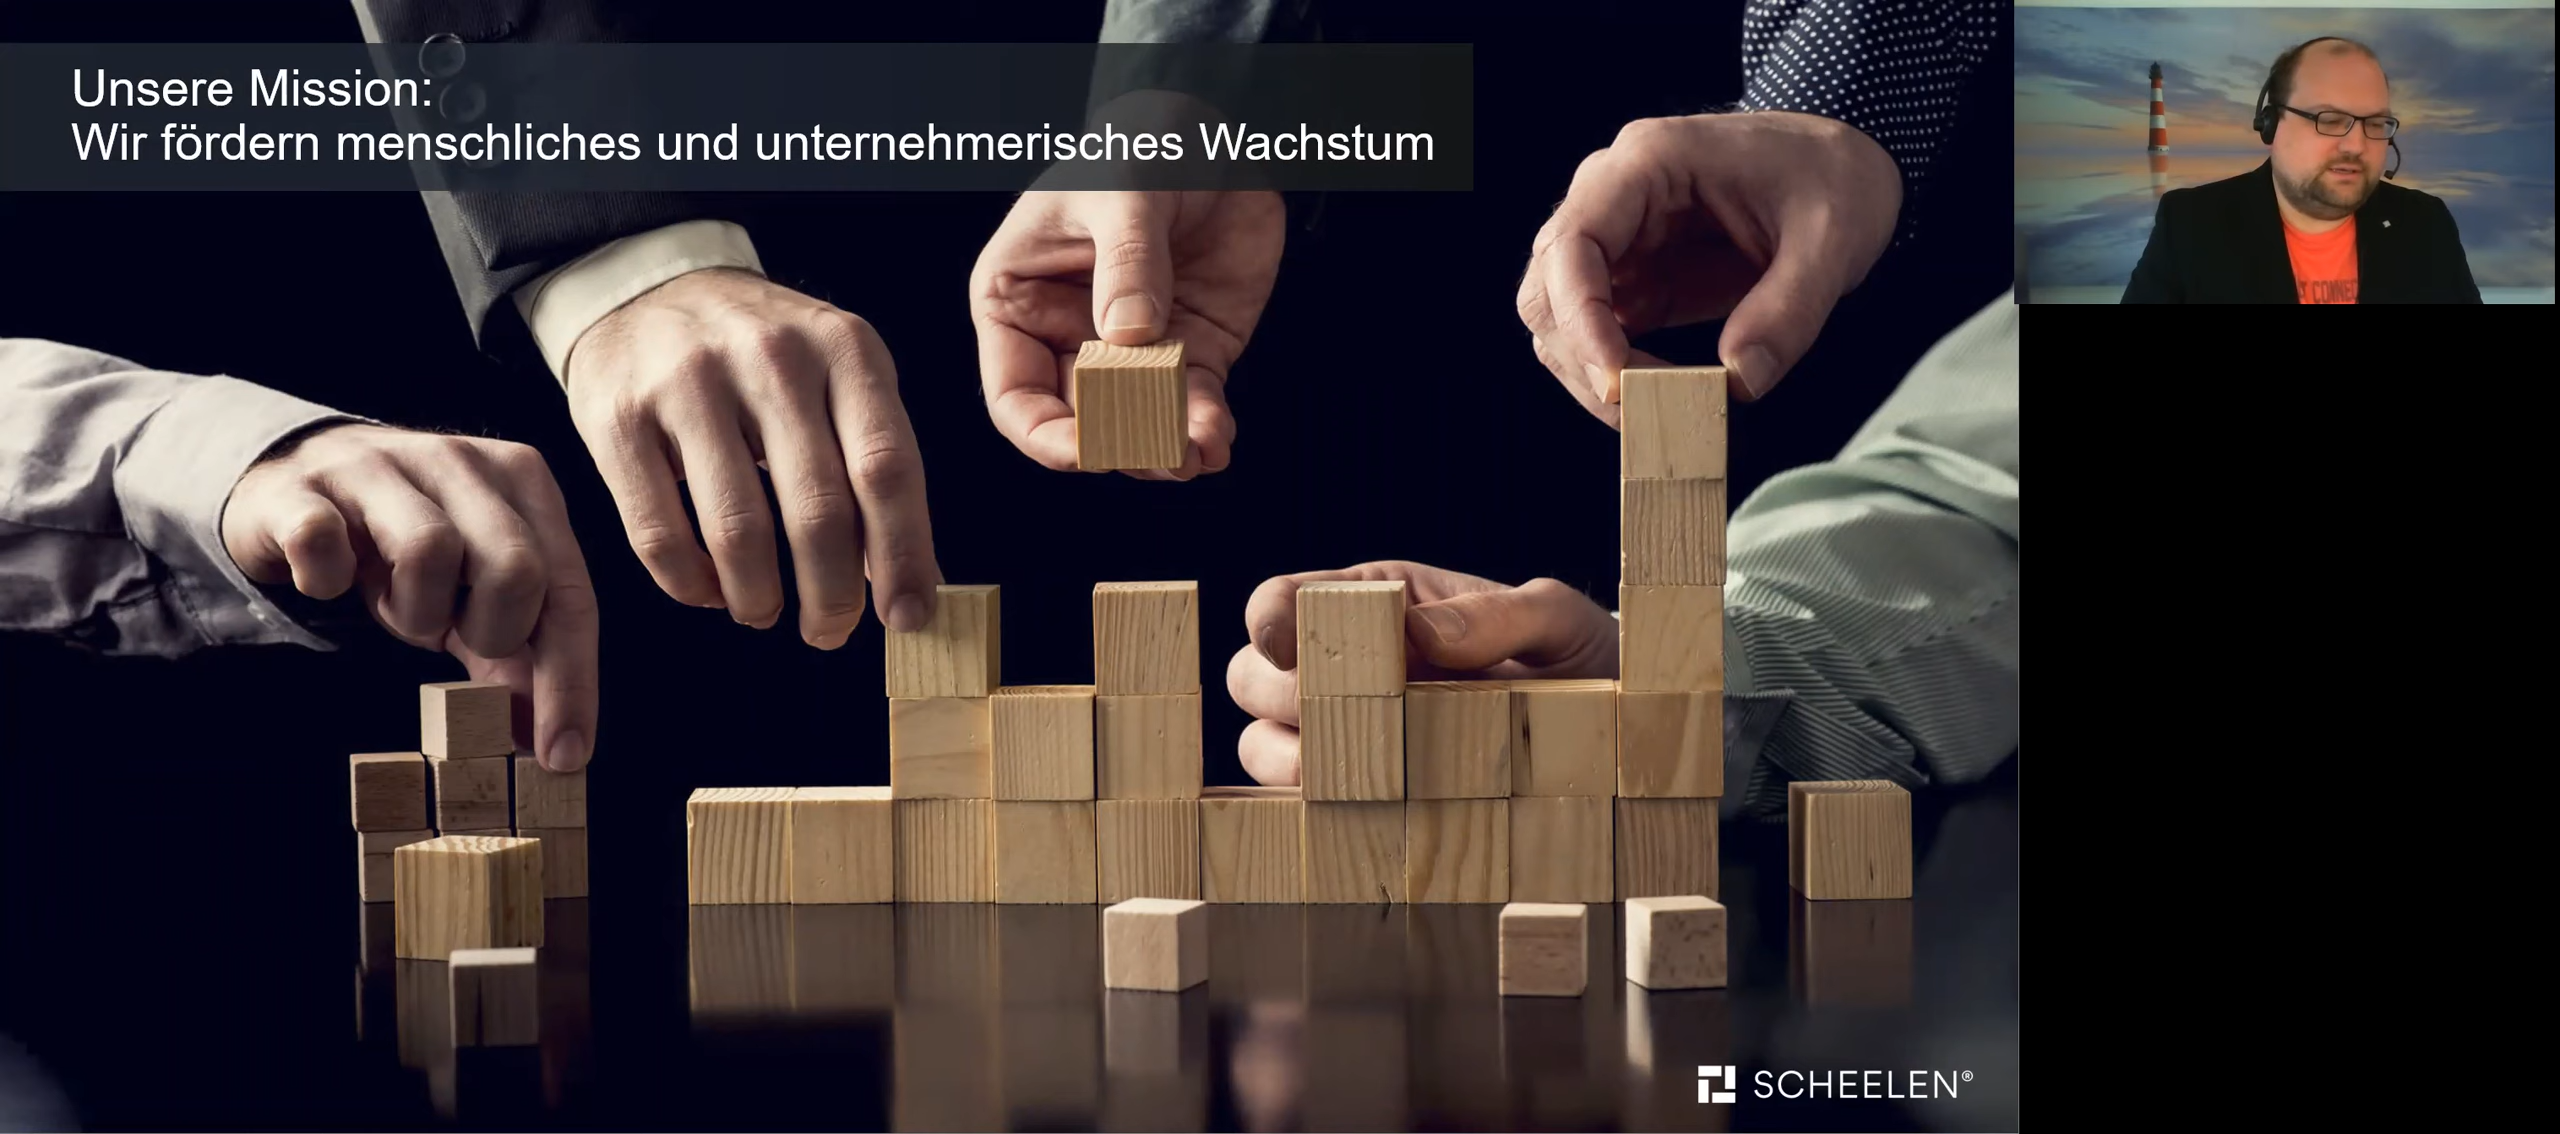 Unsere Mission:
Wir fördern menschliches und unternehmerisches Wachstum
SCHEELEN®